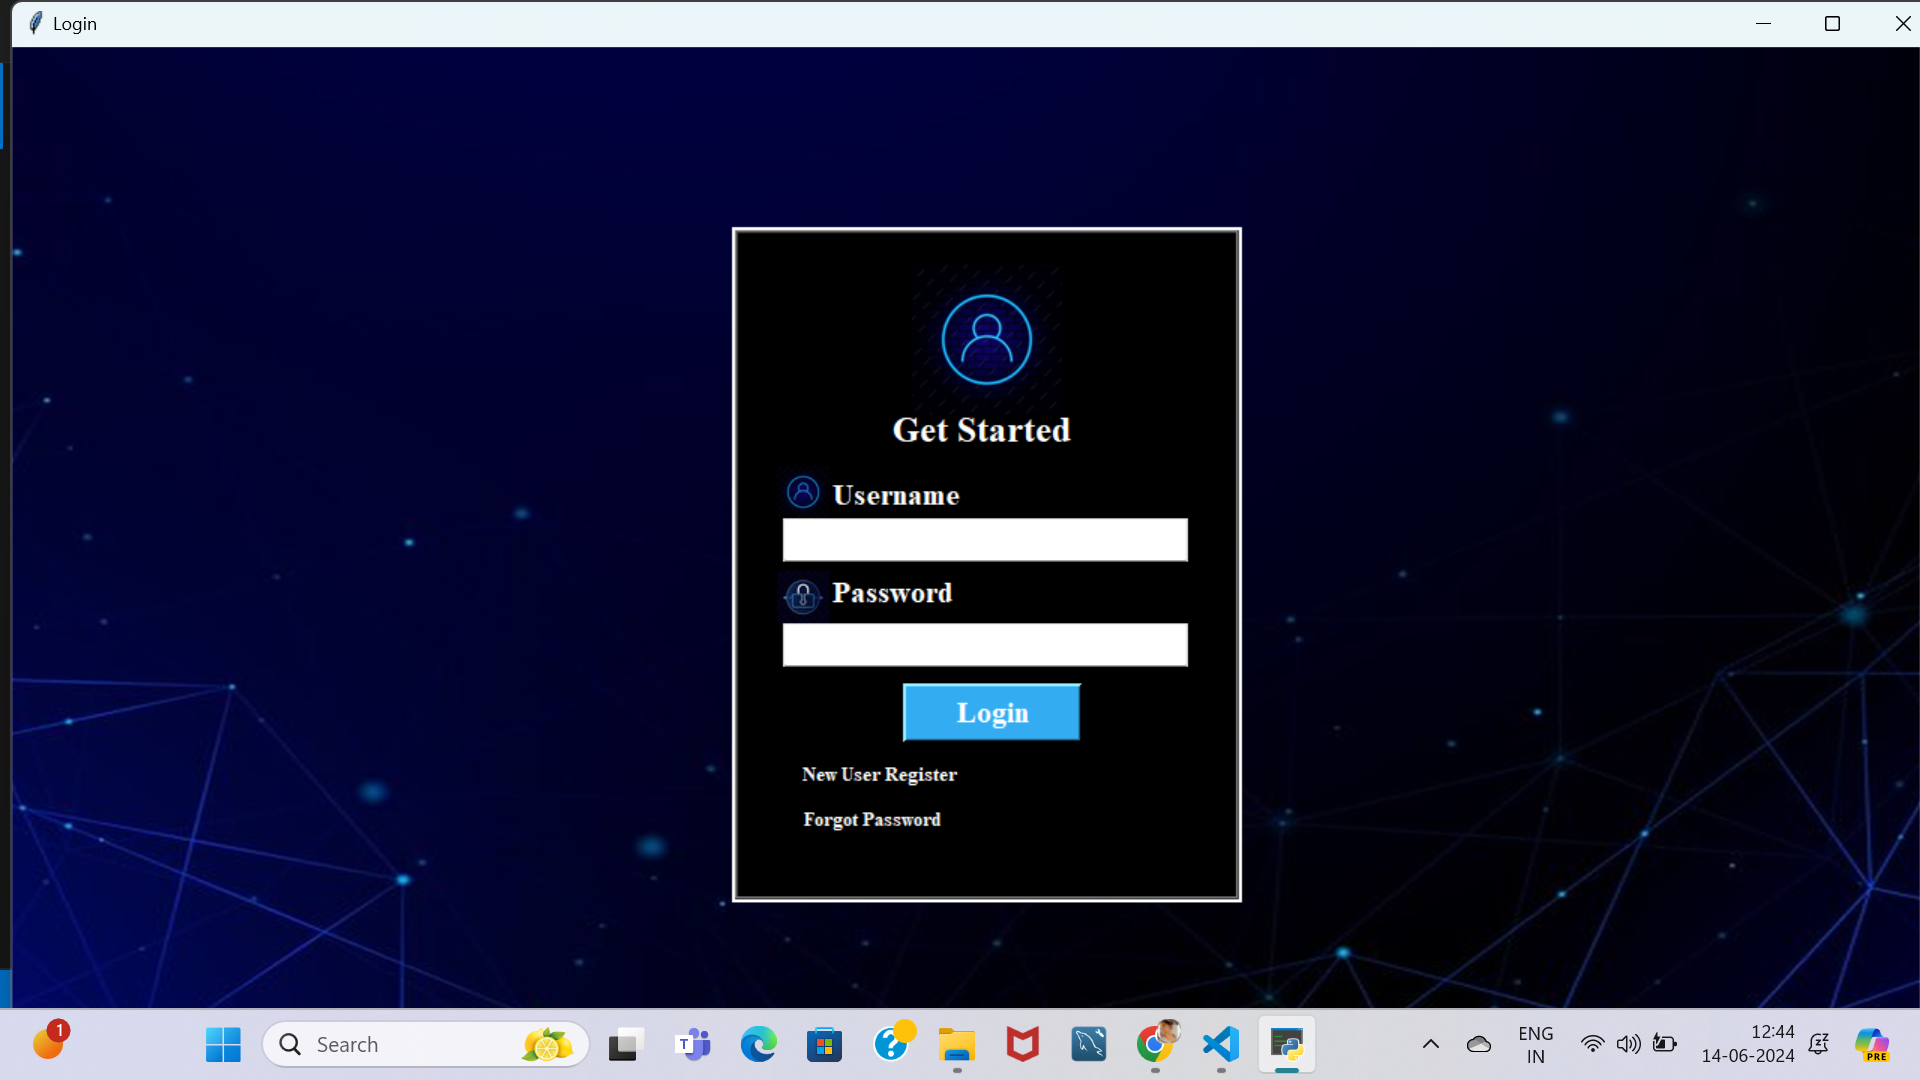 Login
Get Started
Username
Password
Login
New User Register
Forgot Password
1
Search
T
?
ENG
IN
12:44
14-06-2024
PRE